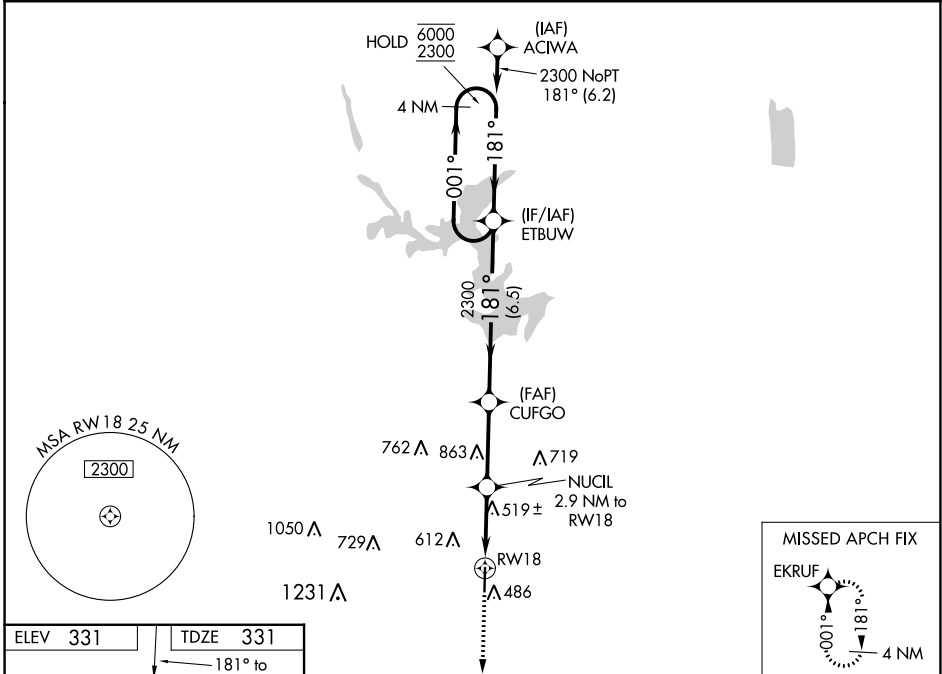 (IAF)
ACIWA
HOLD 6000
2300
2300 NoPT
181° (6.2)
4 NM
001°
181°
(IF/IAF)
ETBUW
2300
181°
(6.5)
(FAF)
CUFGO
MSA RW18 25 NM
2300
762
863
719
NUCIL
2.9 NM to
RW18
519±
1050
729
612
RW18
1231
486
MISSED APCH FIX
EKRUF
001°
181°
4 NM
ELEV 331
TDZE 331
181° to